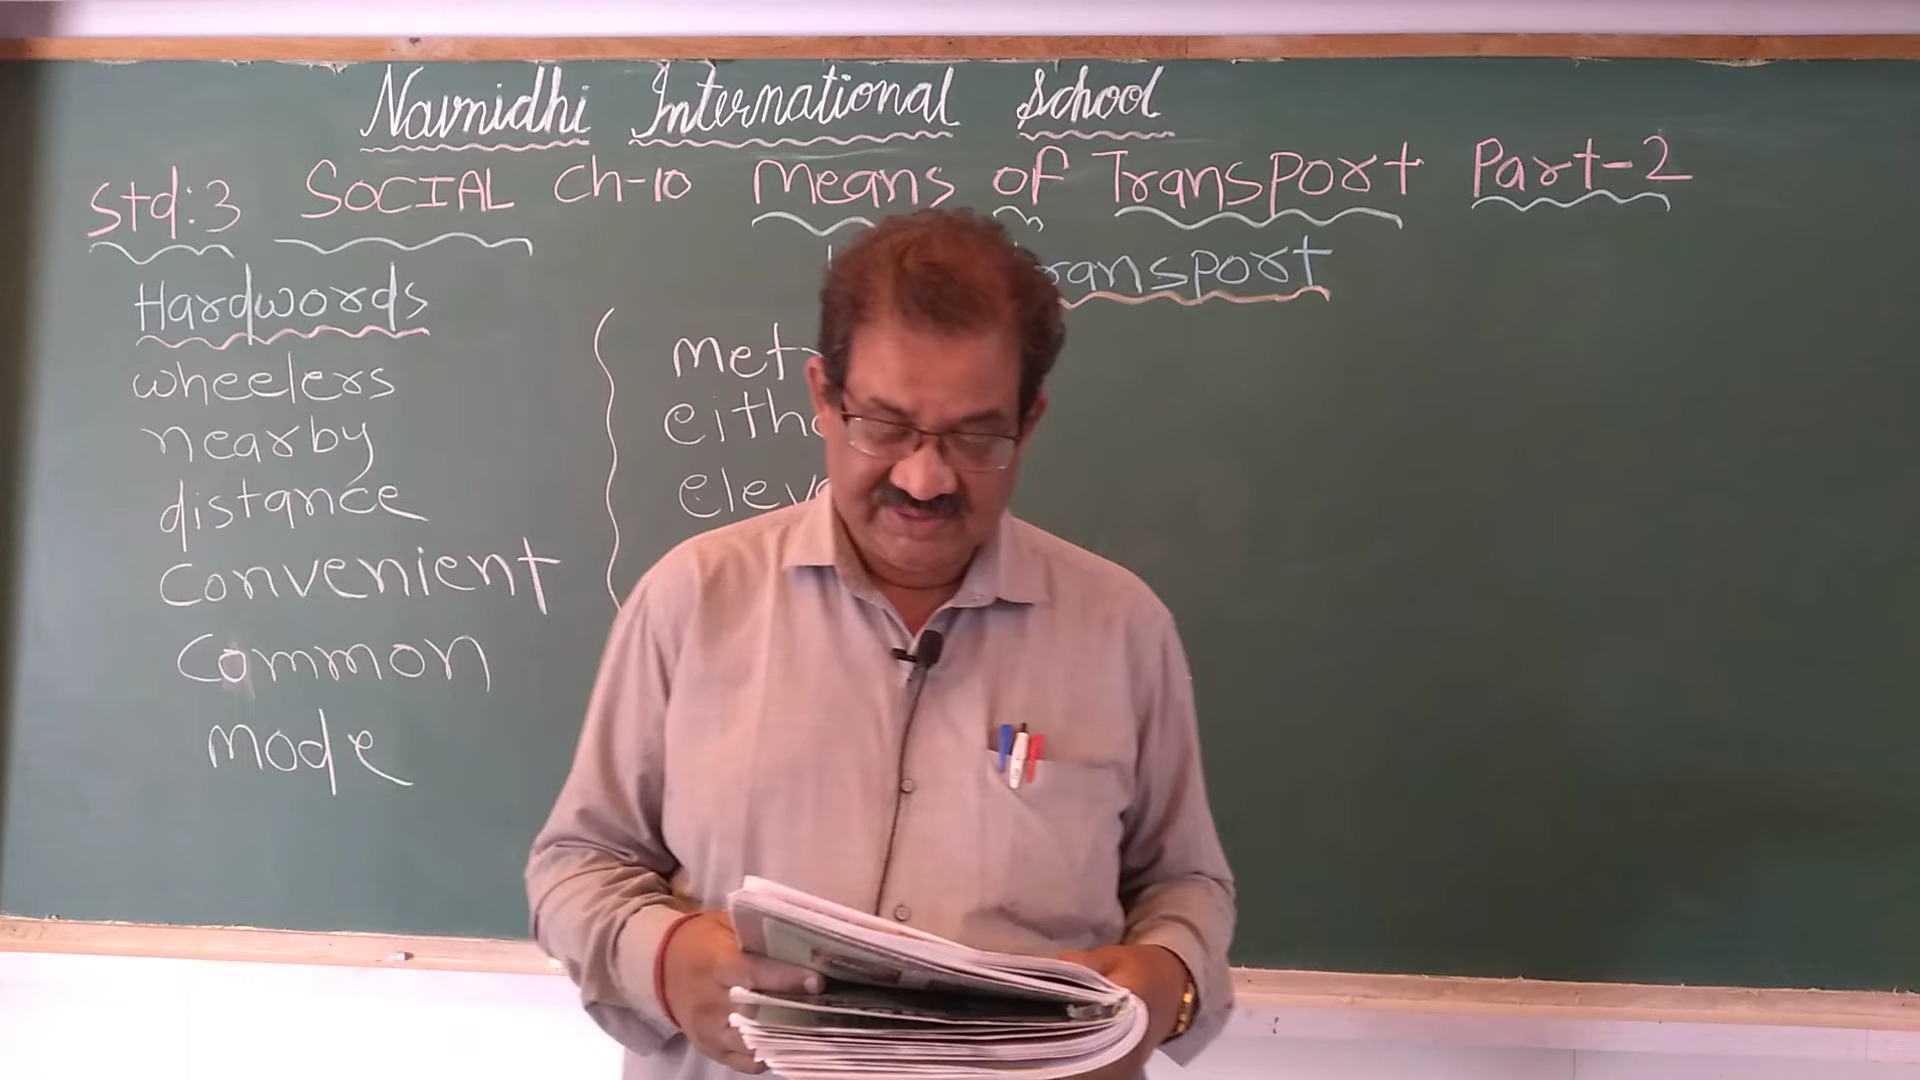 Navnidhi International School
Std:3 SOCIAL Ch-10 Means of Transport Part-2
Hardwords
wheelers
nearby
distance
Convenient
Common
mode